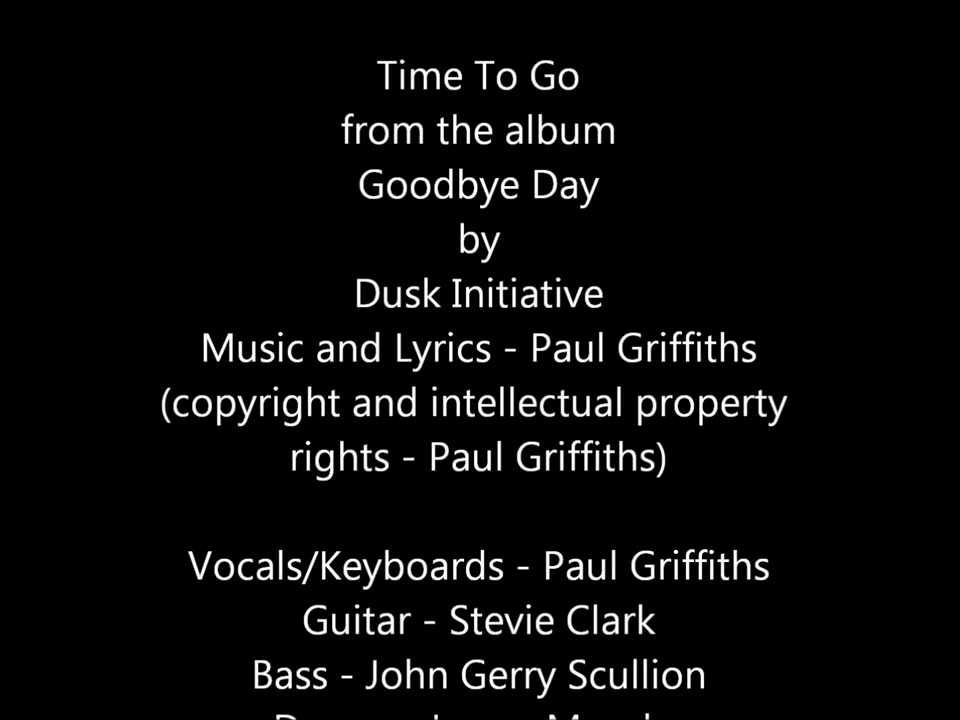 Time To Go
from the album
Goodbye Day
by
Dusk Initiative
Music and Lyrics - Paul Griffiths
(copyright and intellectual property
rights - Paul Griffiths)
Vocals/Keyboards - Paul Griffiths
Guitar - Stevie Clark
Bass - John Gerry Scullion